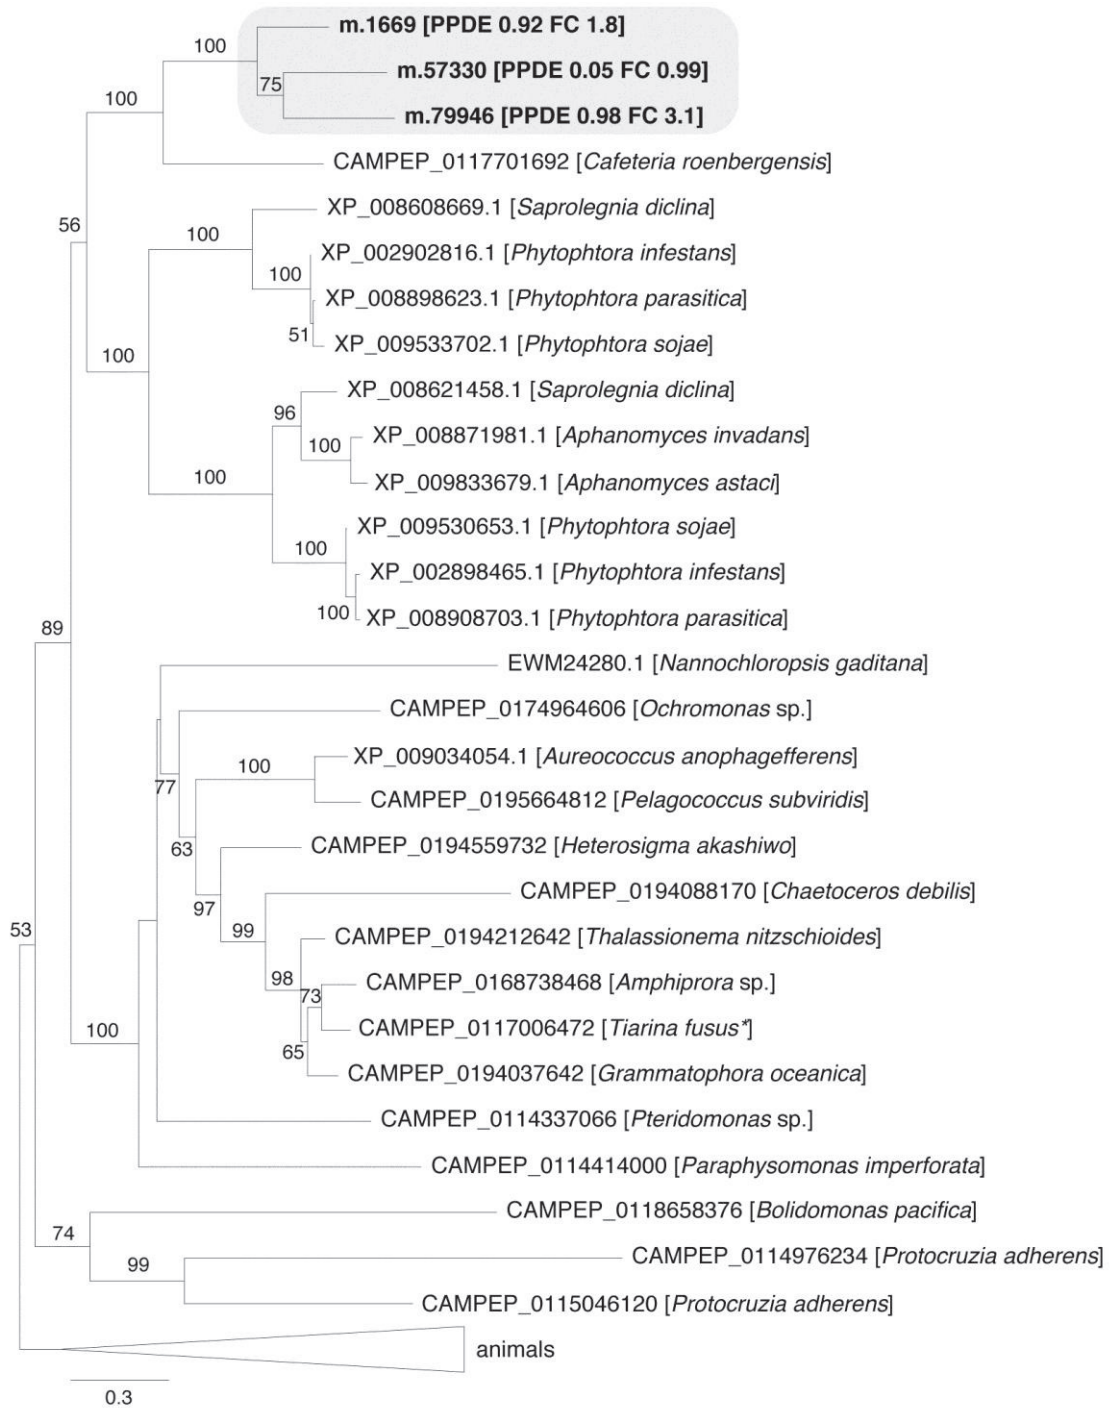 m.1669 [PPDE 0.92 FC 1.8]
100
m.57330 [PPDE 0.05 FC 0.99]
75
100
m.79946 [PPDE 0.98 FC 3.1]
CAMPEP_0117701692 [Cafeteria roenbergensis]
XP_008608669.1 [Saprolegnia diclina]
56
100
XP_002902816.1 [Phytophtora infestans]
100
XP_008898623.1 [Phytophtora parasitica]
51
XP_009533702.1 [Phytophtora sojae]
100
XP_008621458.1 [Saprolegnia diclina]
96
XP_008871981.1 [Aphanomyces invadans]
100
100
XP_009833679.1 [Aphanomyces astaci]
XP_009530653.1 [Phytophtora sojae]
100
XP_002898465.1 [Phytophtora infestans]
100
XP_008908703.1 [Phytophtora parasitica]
89
EWM24280.1 [Nannochloropsis gaditana]
CAMPEP_0174964606 [Ochromonas sp.]
XP_009034054.1 [Aureococcus anophagefferens]
100
77
CAMPEP_0195664812 [Pelagococcus subviridis]
63
CAMPEP_0194559732 [Heterosigma akashiwo]
CAMPEP_0194088170 [Chaetoceros debilis]
97
53
99
CAMPEP_0194212642 [Thalassionema nitzschioides]
98
CAMPEP_0168738468 [Amphiprora sp.]
73
CAMPEP_0117006472 [Tiarina fusus*]
100
65
CAMPEP_0194037642 [Grammatophora oceanica]
CAMPEP_0114337066 [Pteridomonas sp.]
CAMPEP_0114414000 [Paraphysomonas imperforata]
CAMPEP_0118658376 [Bolidomonas pacifica]
74
CAMPEP_0114976234 [Protocruzia adherens]
99
CAMPEP_0115046120 [Protocruzia adherens]
animals
0.3